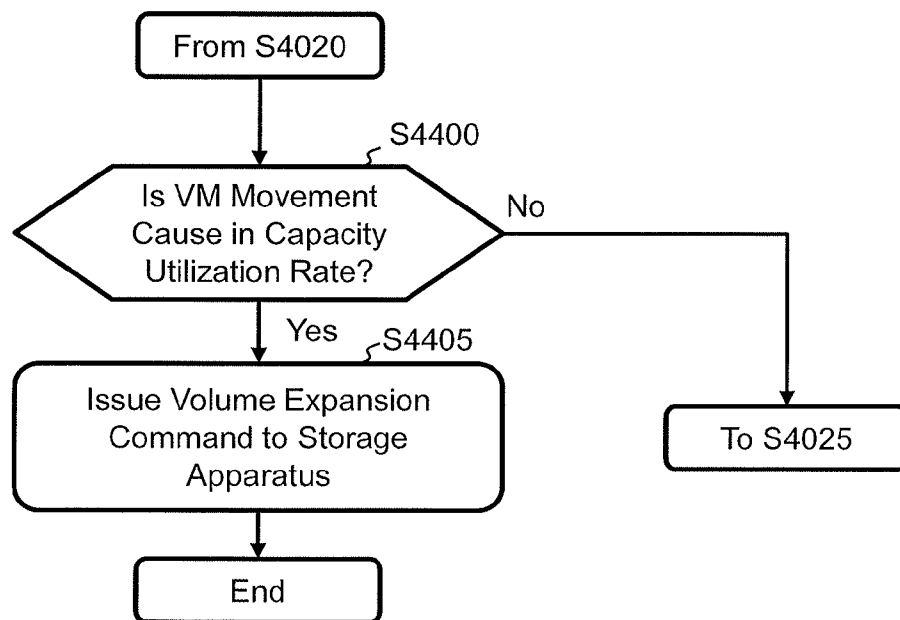 From S4020
S4400
Is VM Movement
Cause in Capacity
Utilization Rate?
No
Yes
S4405
Issue Volume Expansion
Command to Storage
Apparatus
To S4025
End